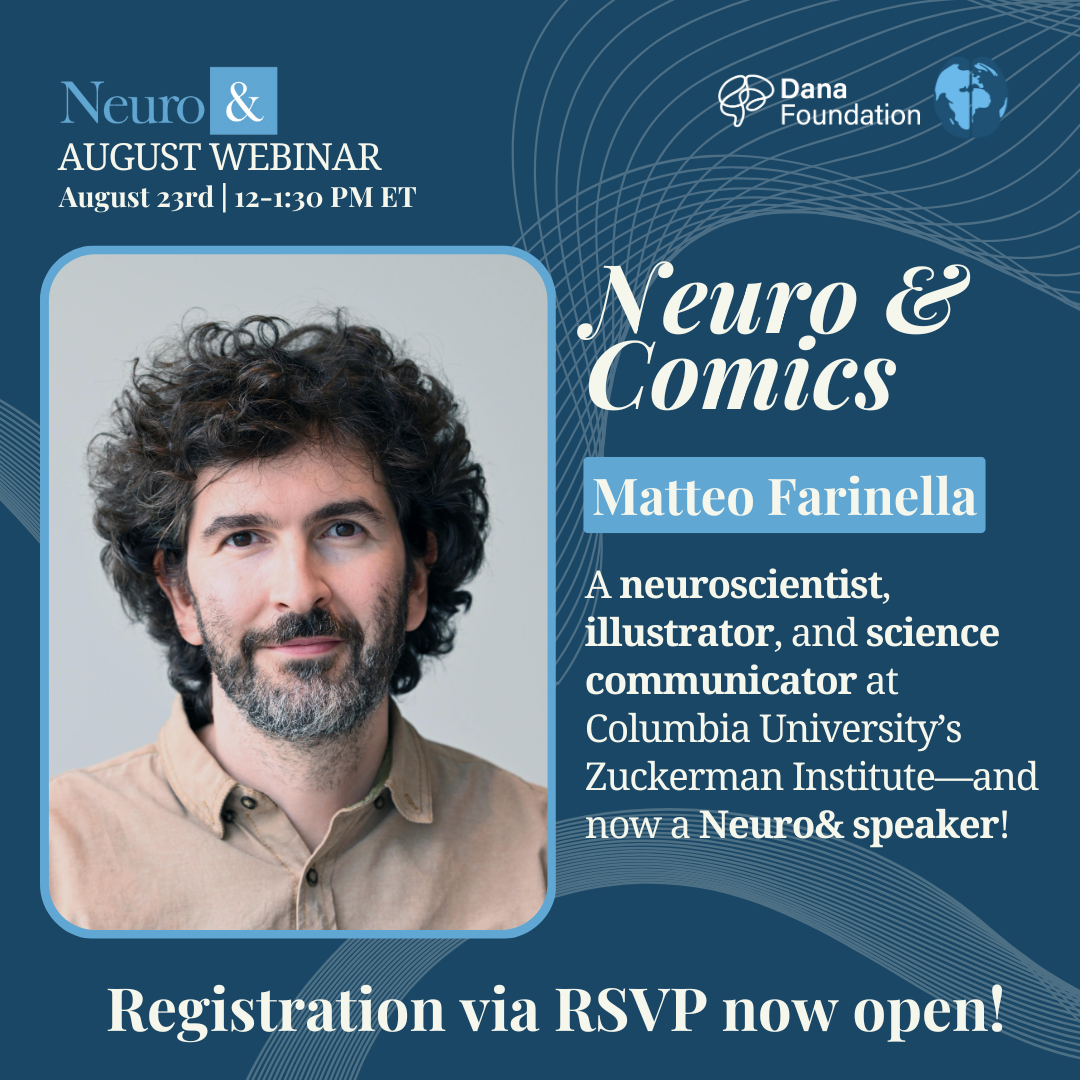 Neuro &
AUGUST WEBINAR
August 23rd | 12-1:30 PM ET
Dana
Foundation
Neuro &
Comics
Matteo Farinella
A neuroscientist,
illustrator, and science
communicator at
Columbia University’s
Zuckerman Institute—and
now a Neuro& speaker!
Registration via RSVP now open!